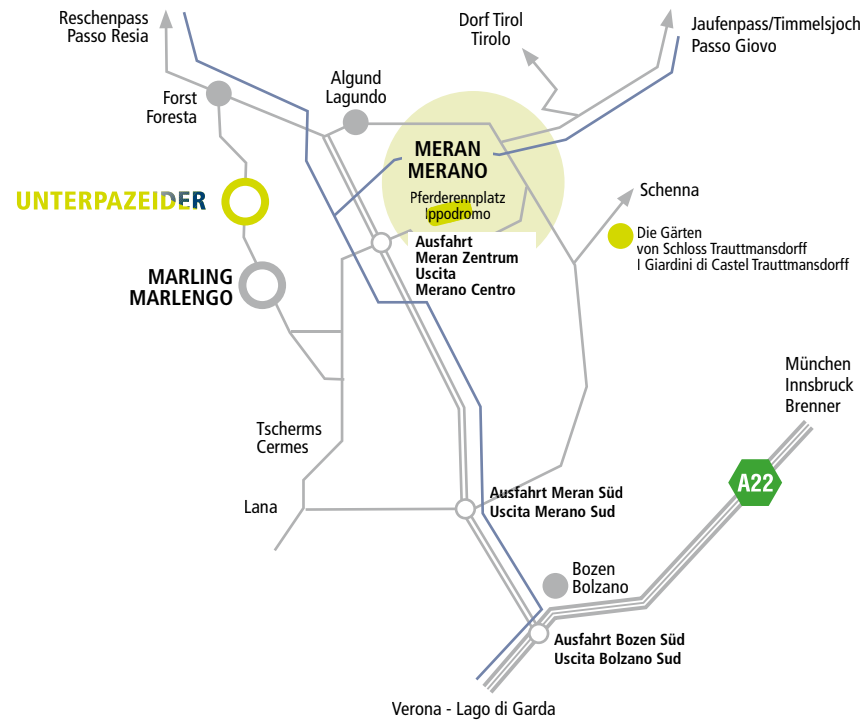 Reschenpass
Passo Resia
Dorf Tirol
Tirolo
Jaufenpass/Timmelsjoch
Passo Giovo
Algund
Lagundo
Forst
Foresta
MERAN
MERANO
Pferderennplatz
Ippodromo
Schenna
UNTERPAZEIDER
Die Gärten
von Schloss Trauttmansdorff
I Giardini di Castel Trauttmansdorff
Ausfahrt
Meran Zentrum
Uscita
Merano Centro
MARLING
MARLENGO
München
Innsbruck
Brenner
Tscherms
Cermes
A22
Lana
Ausfahrt Meran Süd
Uscita Merano Sud
Bozen
Bolzano
Ausfahrt Bozen Süd
Uscita Bolzano Sud
Verona - Lago di Garda